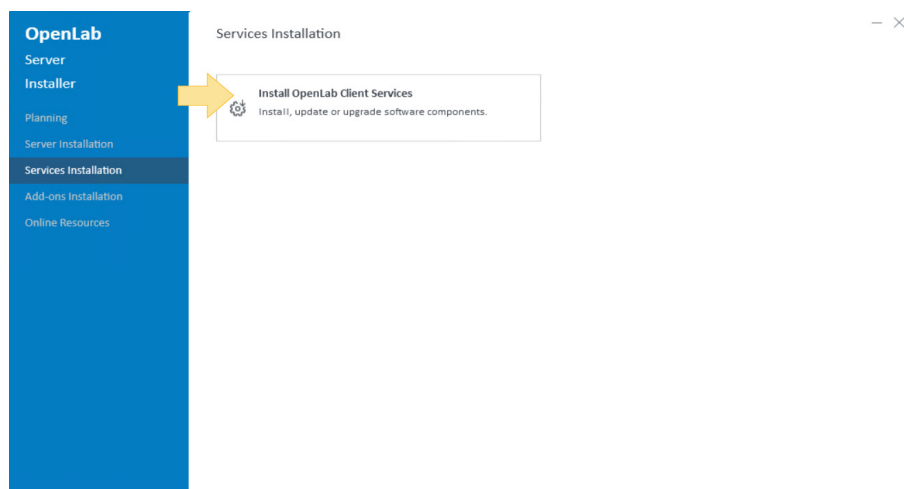 OpenLab
Server
Installer
Planning
Server Installation
Services Installation
Add-ons Installation
Online Resources
Services Installation
Install OpenLab Client Services
Install, update or upgrade software components.